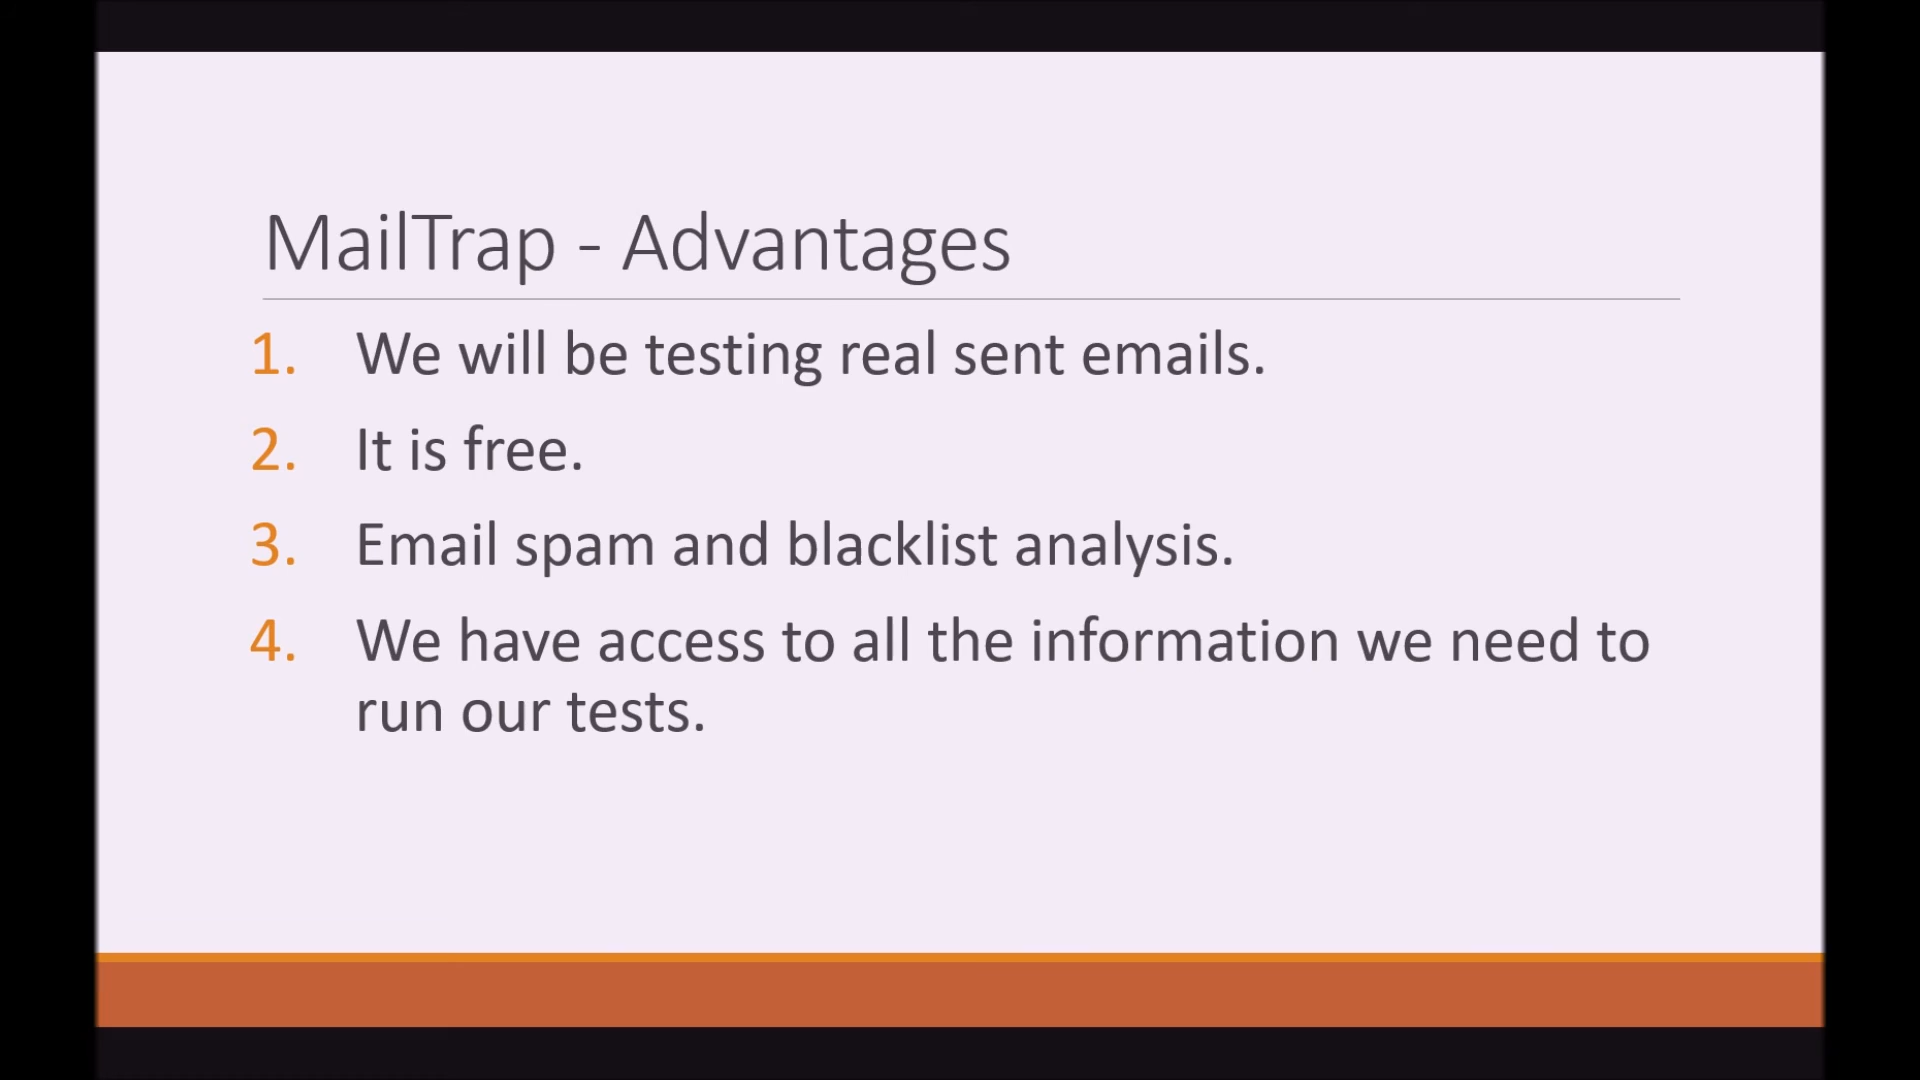 MailTrap - Advantages
1. We will be testing real sent emails.
2. It is free.
3. Email spam and blacklist analysis.
4. We have access to all the information we need to
run our tests.